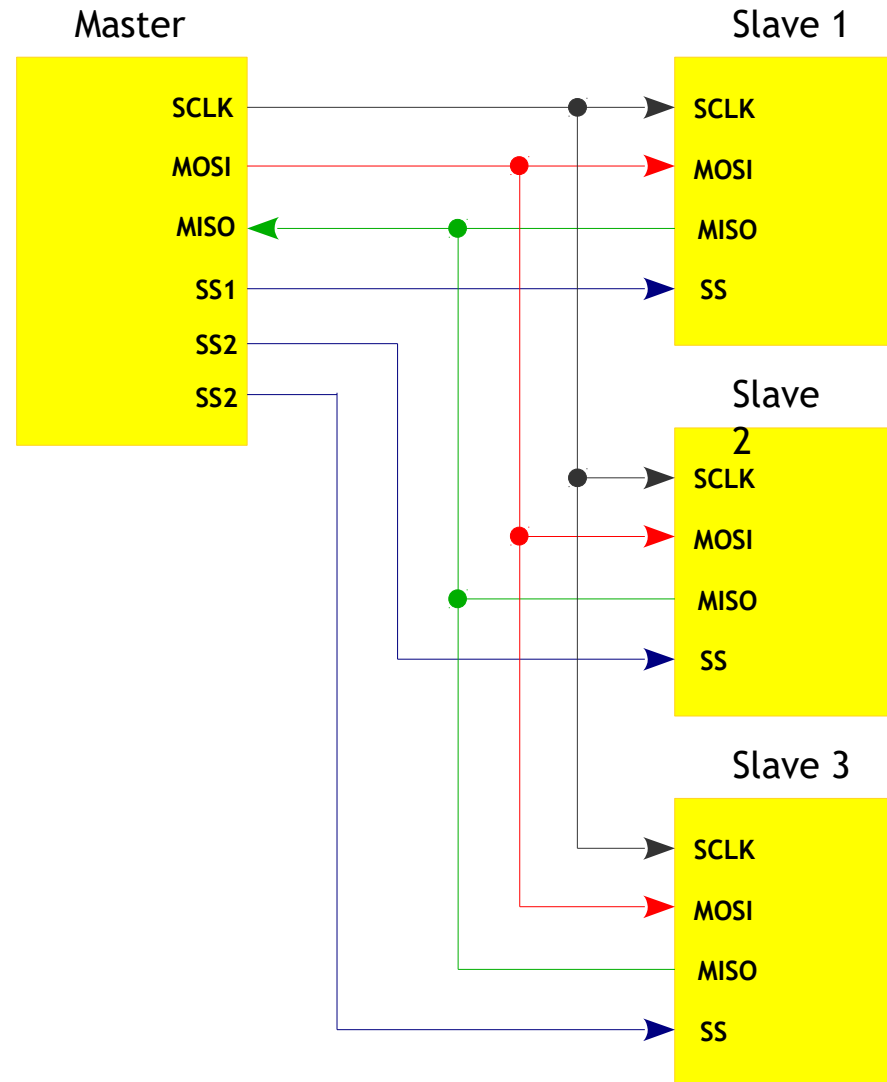 Master
SCLK
MOSI
MISO
SS1
SS2
SS2
Slave 1
SCLK
MOSI
MISO
SS
Slave
2
SCLK
MOSI
MISO
SS
Slave 3
SCLK
MOSI
MISO
SS